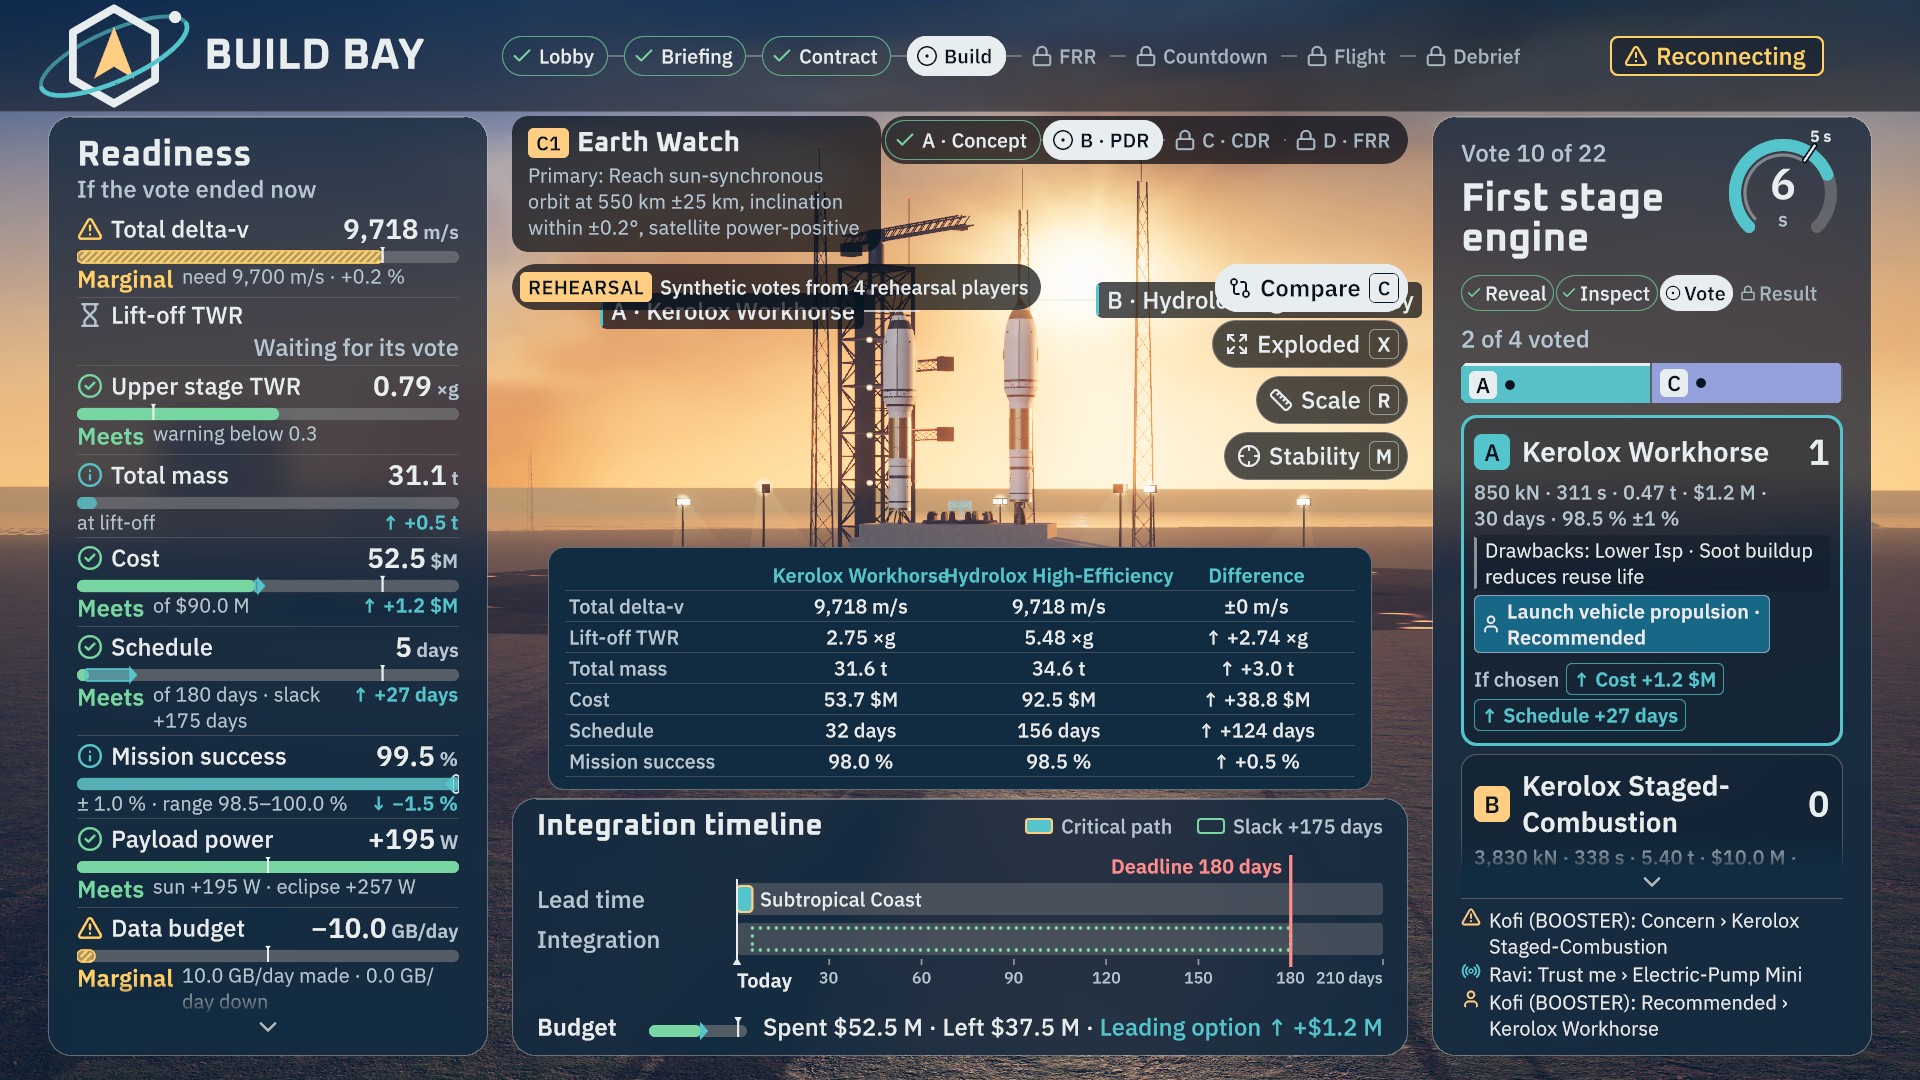 BUILD BAY
Lobby
Briefing
Contract
Build
FRR
Countdown
Flight
Debrief
Reconnecting
Readiness
If the vote ended now
Total delta-v 9,718 m/s
Marginal need 9,700 m/s · +0.2 %
Lift-off TWR
Waiting for its vote
Upper stage TWR 0.79 ×g
Meets warning below 0.3
Total mass 31.1 t
at lift-off ↑ +0.5 t
Cost 52.5 $M
Meets of $90.0 M ↑ +1.2 $M
Schedule 5 days
Meets of 180 days · slack ↑ +27 days
+175 days
Mission success 99.5 %
± 1.0 % · range 98.5–100.0 % ↓ −1.5 %
Payload power +195 W
Meets sun +195 W · eclipse +257 W
Data budget −10.0 GB/day
Marginal 10.0 GB/day made · 0.0 GB/
day down
C1 Earth Watch
Primary: Reach sun-synchronous
orbit at 550 km ±25 km, inclination
within ±0.2°, satellite power-positive
A · Concept
B · PDR
C · CDR
D · FRR
REHEARSAL Synthetic votes from 4 rehearsal players
A · Kerolox Workhorse
B · Hydrol
y
Compare C
Exploded X
Scale R
Stability M
Kerolox Workhorse Hydrolox High-Efficiency Difference
Total delta-v 9,718 m/s 9,718 m/s ±0 m/s
Lift-off TWR 2.75 ×g 5.48 ×g ↑ +2.74 ×g
Total mass 31.6 t 34.6 t ↑ +3.0 t
Cost 53.7 $M 92.5 $M ↑ +38.8 $M
Schedule 32 days 156 days ↑ +124 days
Mission success 98.0 % 98.5 % ↑ +0.5 %
Integration timeline
Critical path
Slack +175 days
Deadline 180 days
Lead time Subtropical Coast
Integration
Today 30 60 90 120 150 180 210 days
Budget Spent $52.5 M · Left $37.5 M · Leading option ↑ +$1.2 M
Vote 10 of 22
First stage
engine
5 s
6
s
Reveal
Inspect
Vote
Result
2 of 4 voted
A
C
A Kerolox Workhorse 1
850 kN · 311 s · 0.47 t · $1.2 M ·
30 days · 98.5 % ±1 %
Drawbacks: Lower Isp · Soot buildup
reduces reuse life
Launch vehicle propulsion ·
Recommended
If chosen ↑ Cost +1.2 $M
↑ Schedule +27 days
B Kerolox Staged-
Combustion 0
3,830 kN · 338 s · 5.40 t · $10.0 M ·
Kofi (BOOSTER): Concern › Kerolox
Staged-Combustion
Ravi: Trust me › Electric-Pump Mini
Kofi (BOOSTER): Recommended ›
Kerolox Workhorse